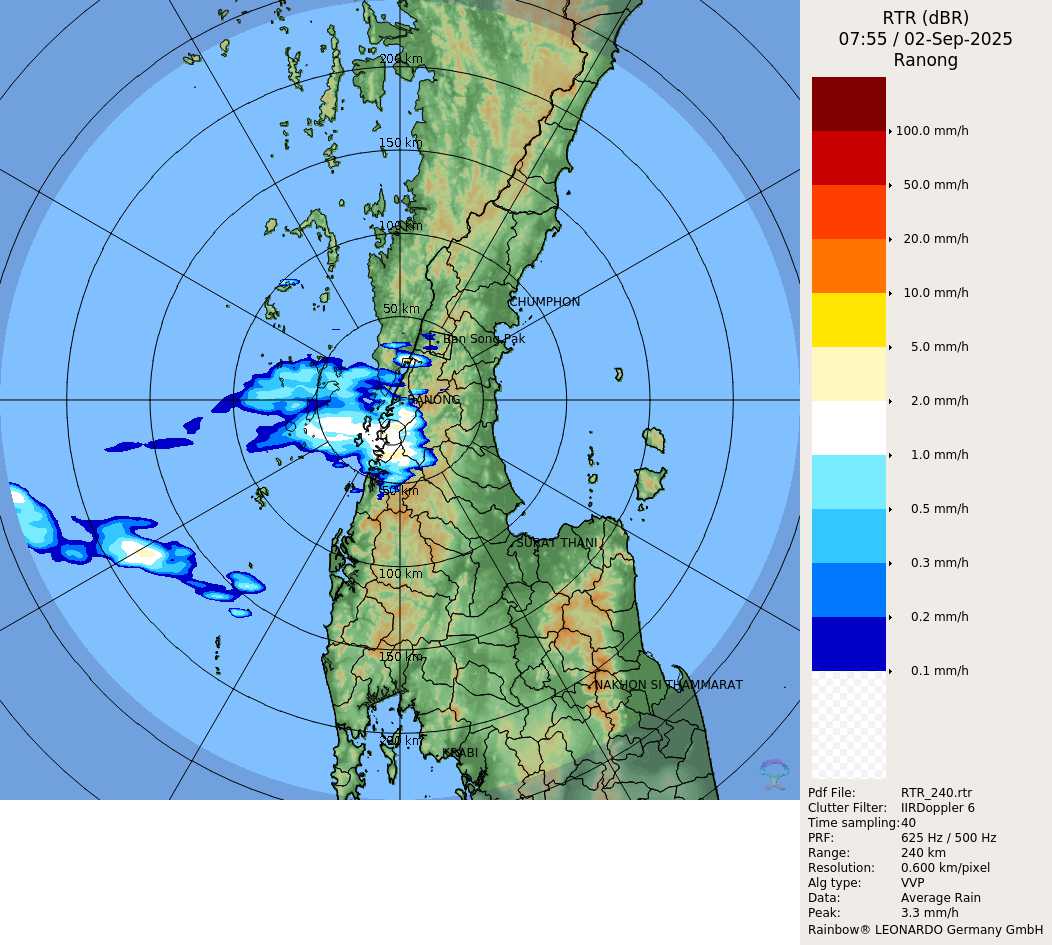 RTR (dBR)
07:55 / 02-Sep-2025
Ranong
200 km
150 km
100 km
50 km
CHUMPHON
Ban Song Pak
RANONG
50 km
SURAT THANI
100 km
150 km
NAKHON SI THAMMARAT
200 km
KRABI
100.0 mm/h
50.0 mm/h
20.0 mm/h
10.0 mm/h
5.0 mm/h
2.0 mm/h
1.0 mm/h
0.5 mm/h
0.3 mm/h
0.2 mm/h
0.1 mm/h
Pdf File: RTR_240.rtr
Clutter Filter: IIRDoppler 6
Time sampling:40
PRF: 625 Hz / 500 Hz
Range: 240 km
Resolution: 0.600 km/pixel
Alg type: VVP
Data: Average Rain
Peak: 3.3 mm/h
Rainbow® LEONARDO Germany GmbH